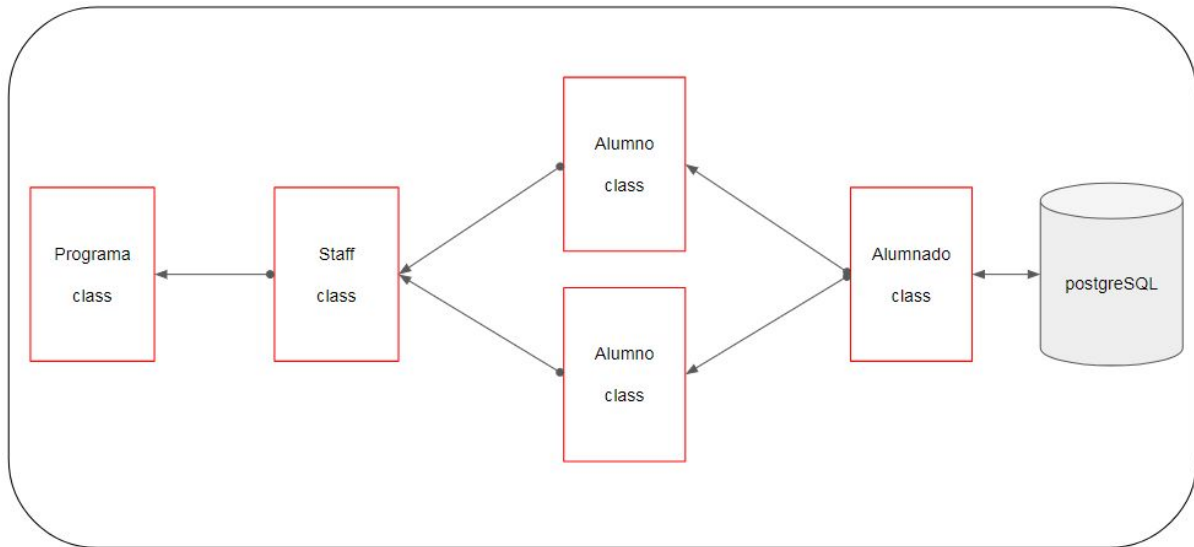 Programa
class
Staff
class
Alumno
class
Alumno
class
Alumnado
class
postgreSQL